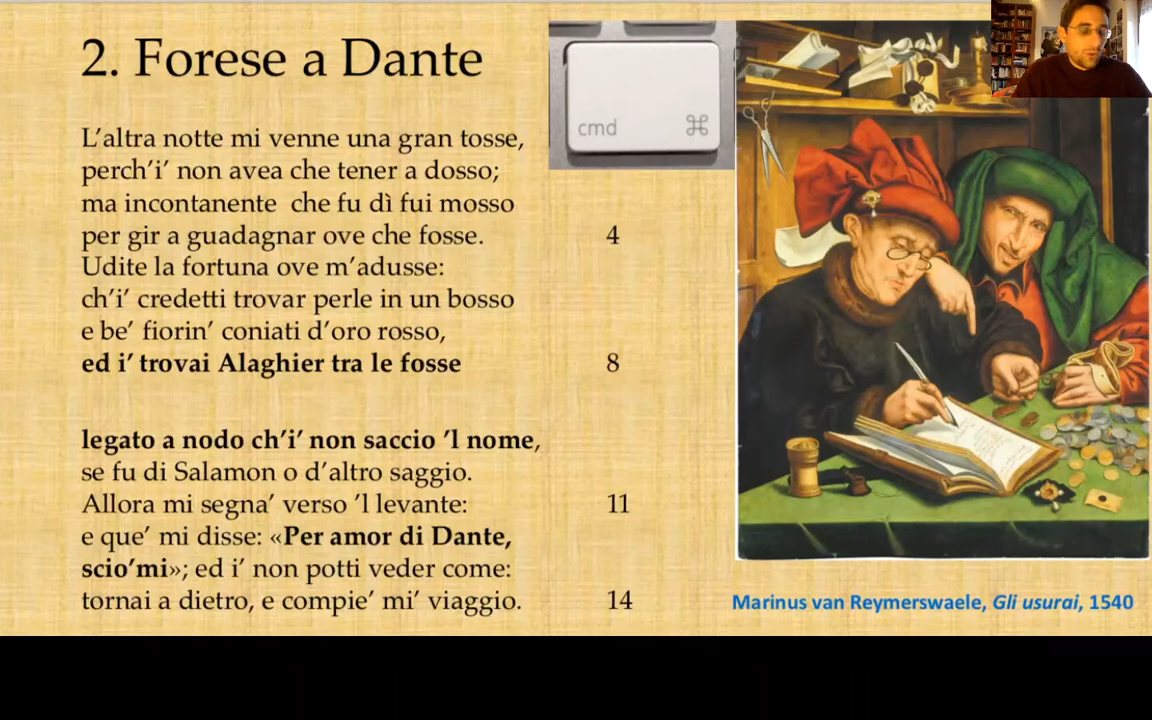 2. Forese a Dante
L’altra notte mi venne una gran tosse,
perch’i’ non avea che tener a dosso;
ma incontanente che fu dì fui mosso
per gir a guadagnar ove che fosse. 4
Udite la fortuna ove m’adusse:
ch’i’ credetti trovar perle in un bosso
e be’ fiorin’ coniati d’oro rosso,
ed i’ trovai Alaghier tra le fosse 8
legato a nodo ch’i’ non saccio ’l nome,
se fu di Salamon o d’altro saggio.
Allora mi segna’ verso ’l levante: 11
e que’ mi disse: «Per amor di Dante,
scio’mi»; ed i’ non potti veder come:
tornai a dietro, e compie’ mi’ viaggio. 14
cmd ⌘
Marinus van Reymerswaele, Gli usurai, 1540